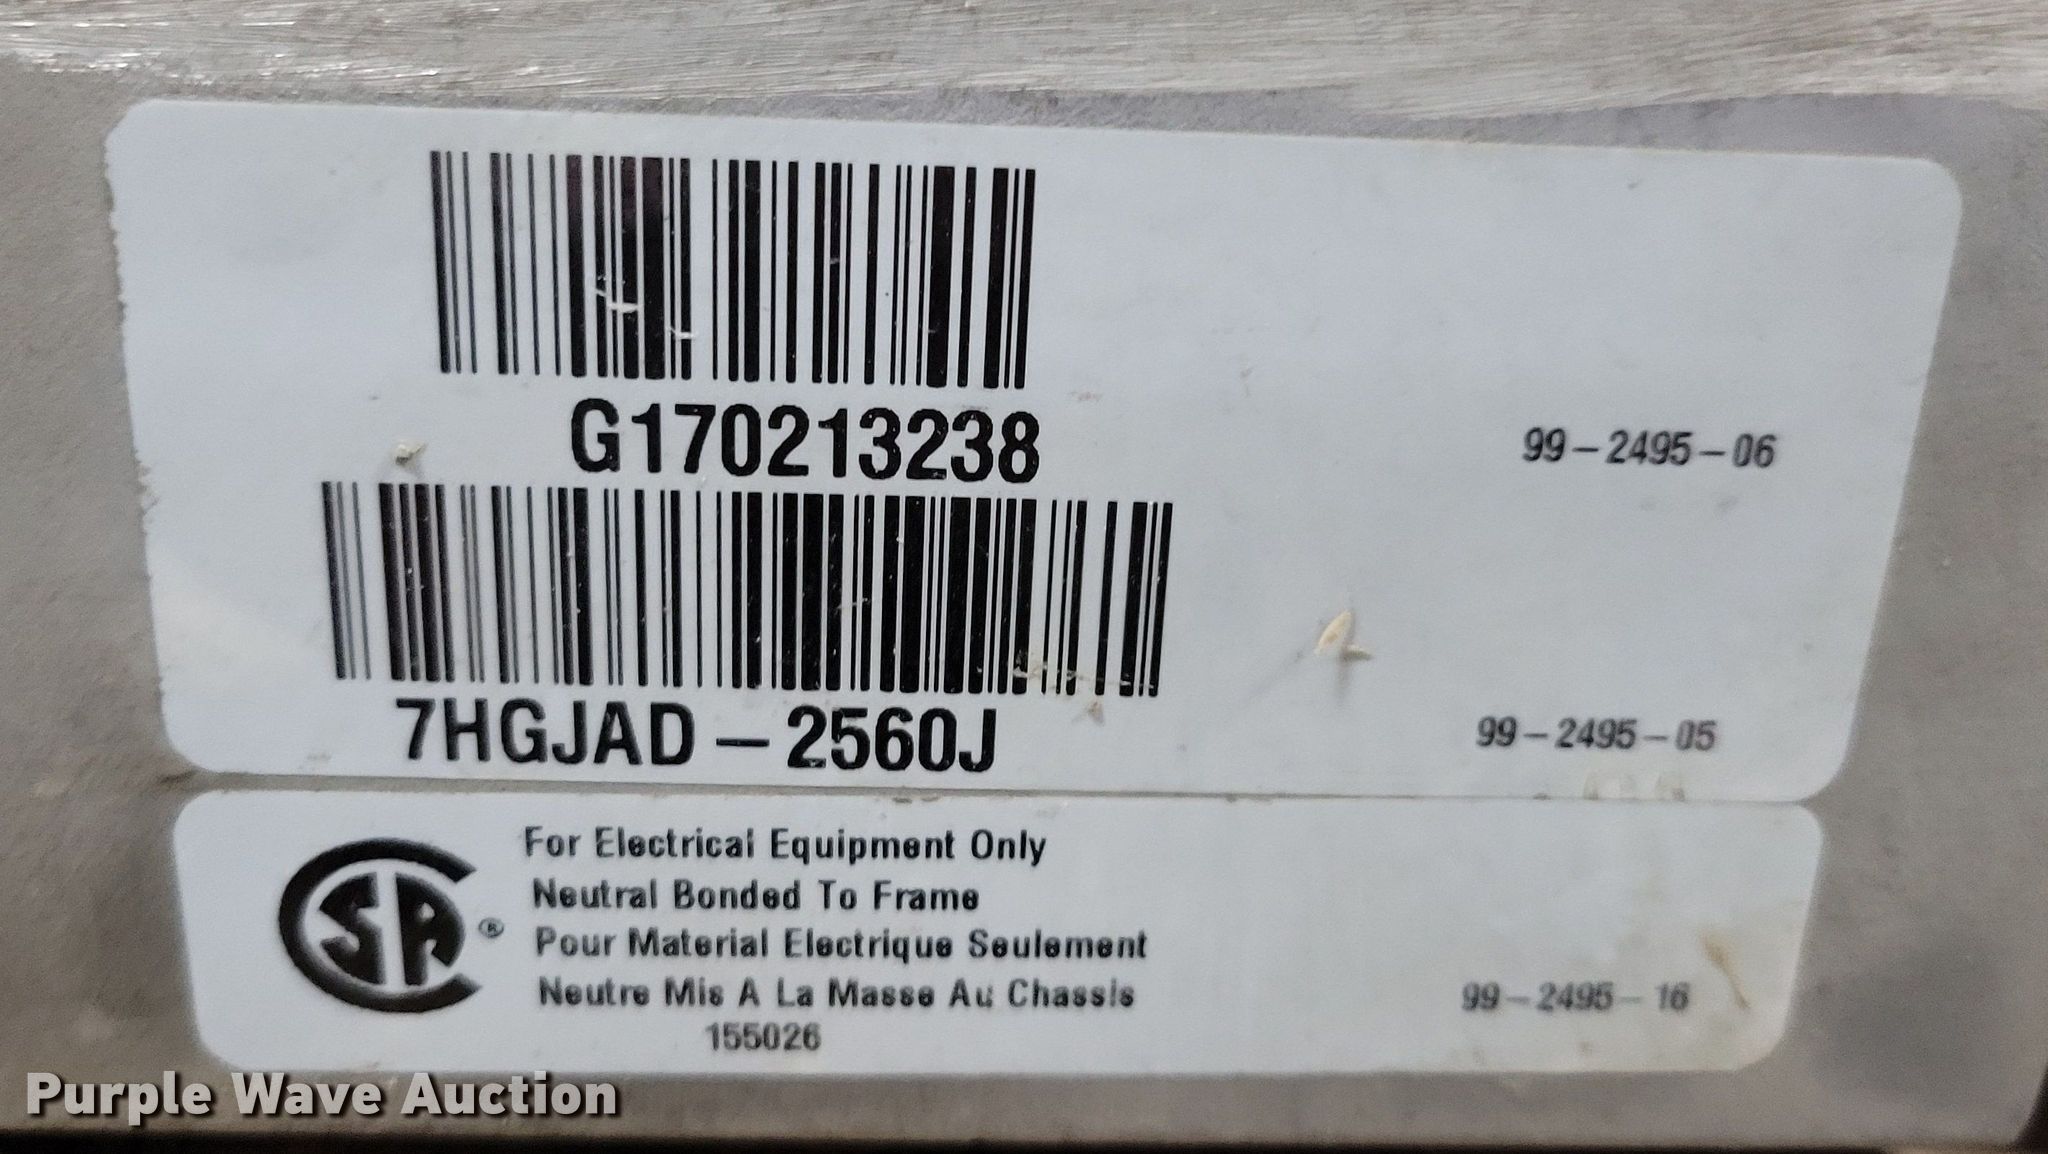 G170213238
99-2495-06
7HGJAD-2560J
99-2495-05
CSA®
For Electrical Equipment Only
Neutral Bonded To Frame
Pour Material Electrique Seulement
Neutre Mis A La Masse Au Chassis
155026
99-2495-16
Purple Wave Auction